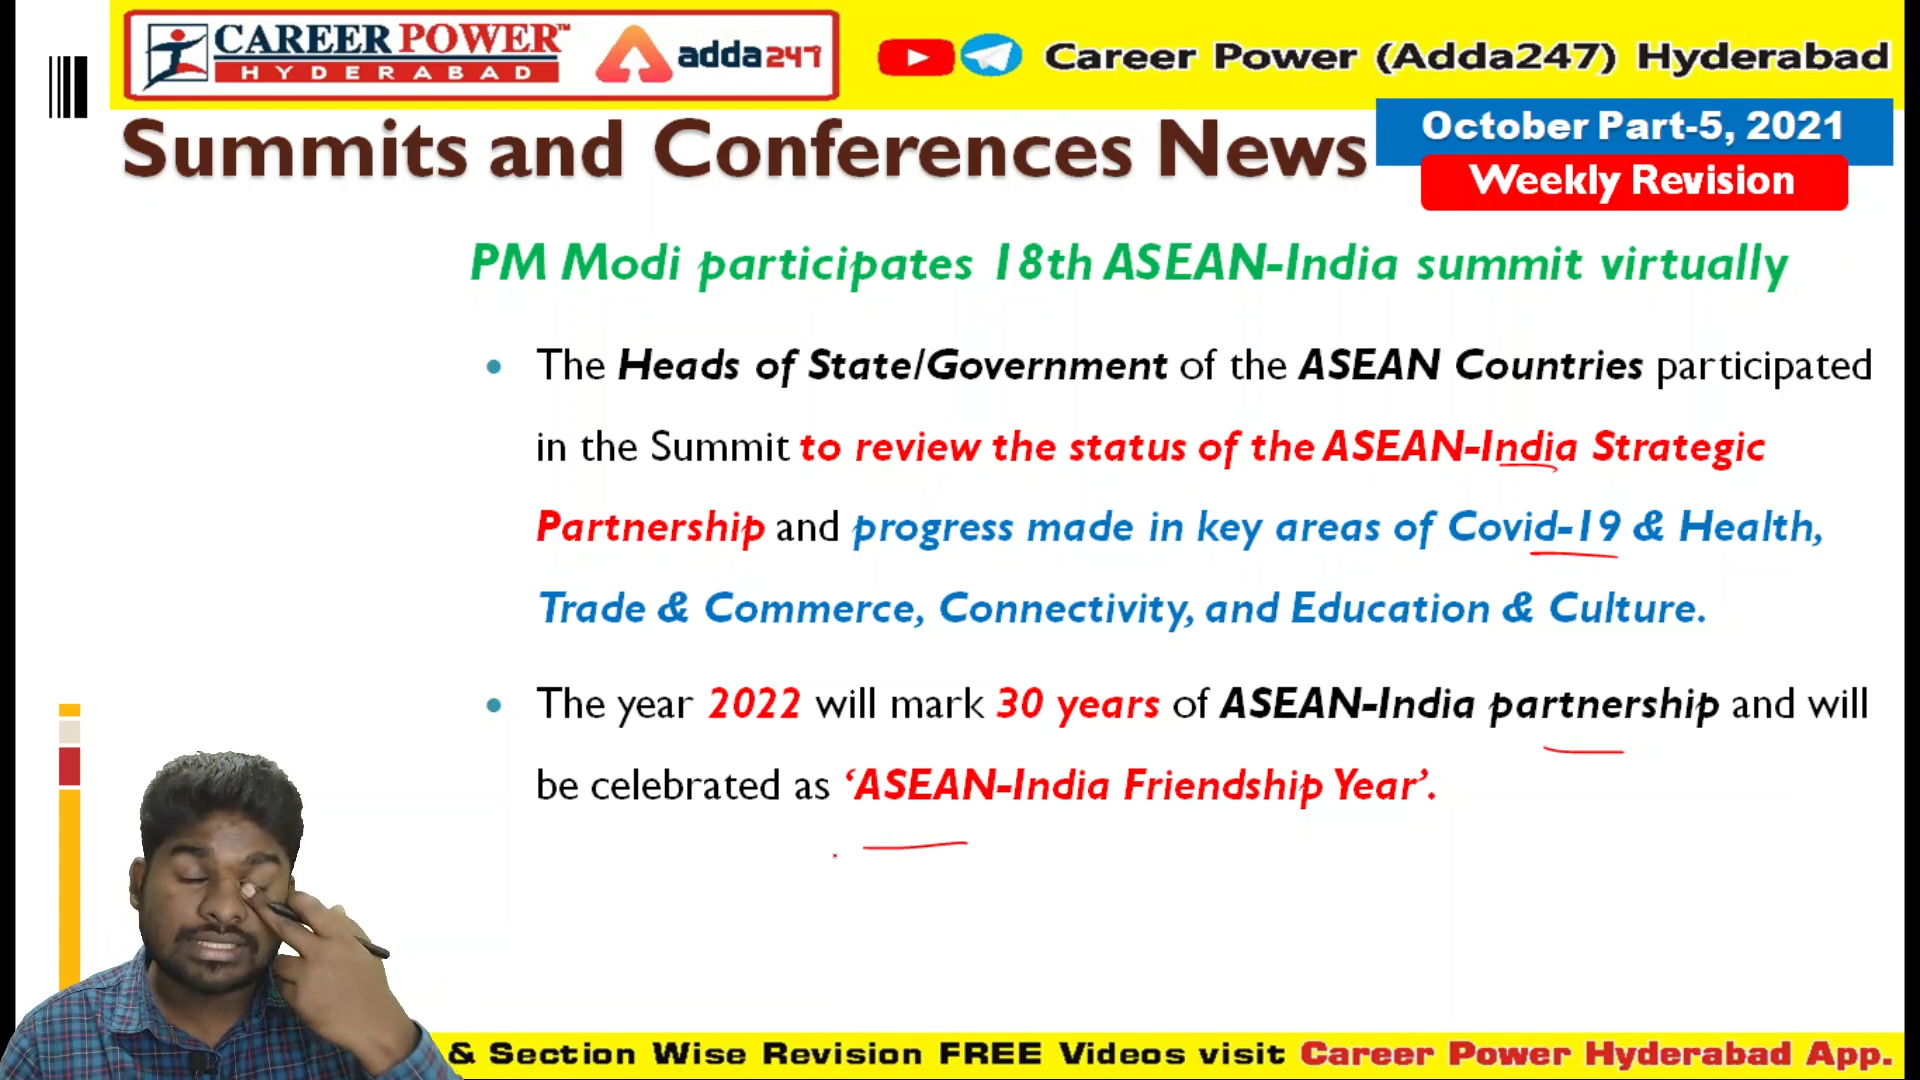 CAREER POWER™
HYDERABAD
adda247
Career Power (Adda247) Hyderabad
Summits and Conferences News
October Part-5, 2021
Weekly Revision
PM Modi participates 18th ASEAN-India summit virtually
• The Heads of State/Government of the ASEAN Countries participated
in the Summit to review the status of the ASEAN-India Strategic
Partnership and progress made in key areas of Covid-19 & Health,
Trade & Commerce, Connectivity, and Education & Culture.
• The year 2022 will mark 30 years of ASEAN-India partnership and will
be celebrated as ‘ASEAN-India Friendship Year’.
& Section Wise Revision FREE Videos visit Career Power Hyderabad App.